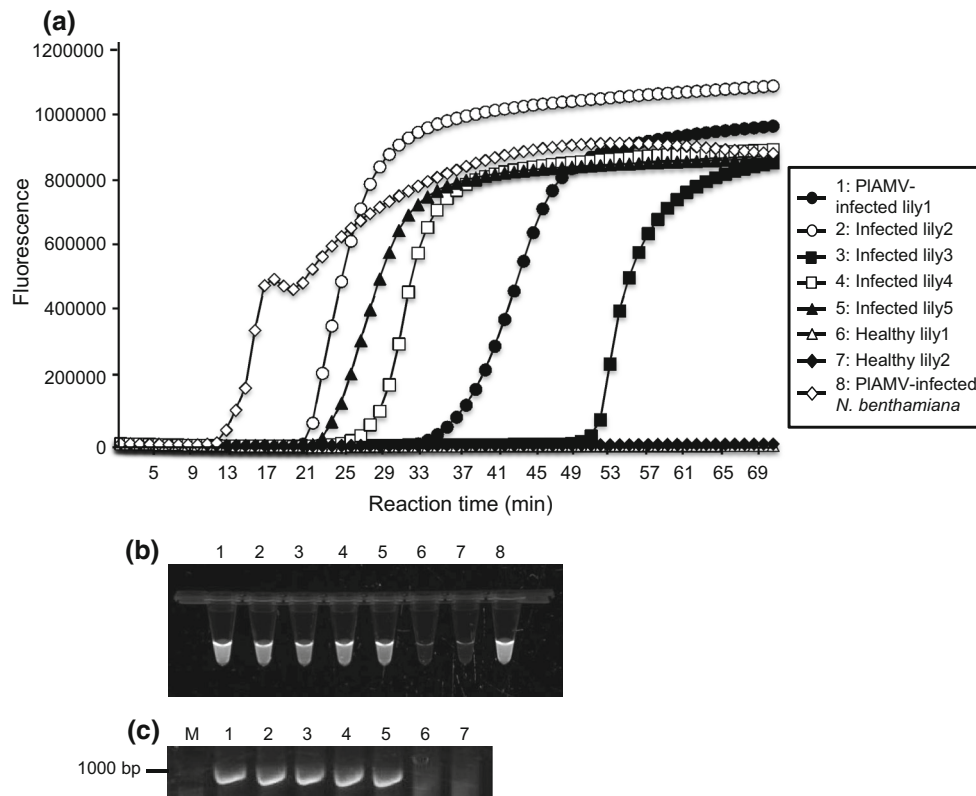 (a)
1200000
1000000
800000
600000
400000
200000
0
Fluorescence
5 9 13 17 21 25 29 33 37 41 45 49 53 57 61 63 69
Reaction time (min)
1: PlAMV-
infected lily1
2: Infected lily2
3: Infected lily3
4: Infected lily4
5: Infected lily5
6: Healthy lily1
7: Healthy lily2
8: PlAMV-infected
N. benthamiana
(b)
1 2 3 4 5 6 7 8
(c)
M 1 2 3 4 5 6 7
1000 bp